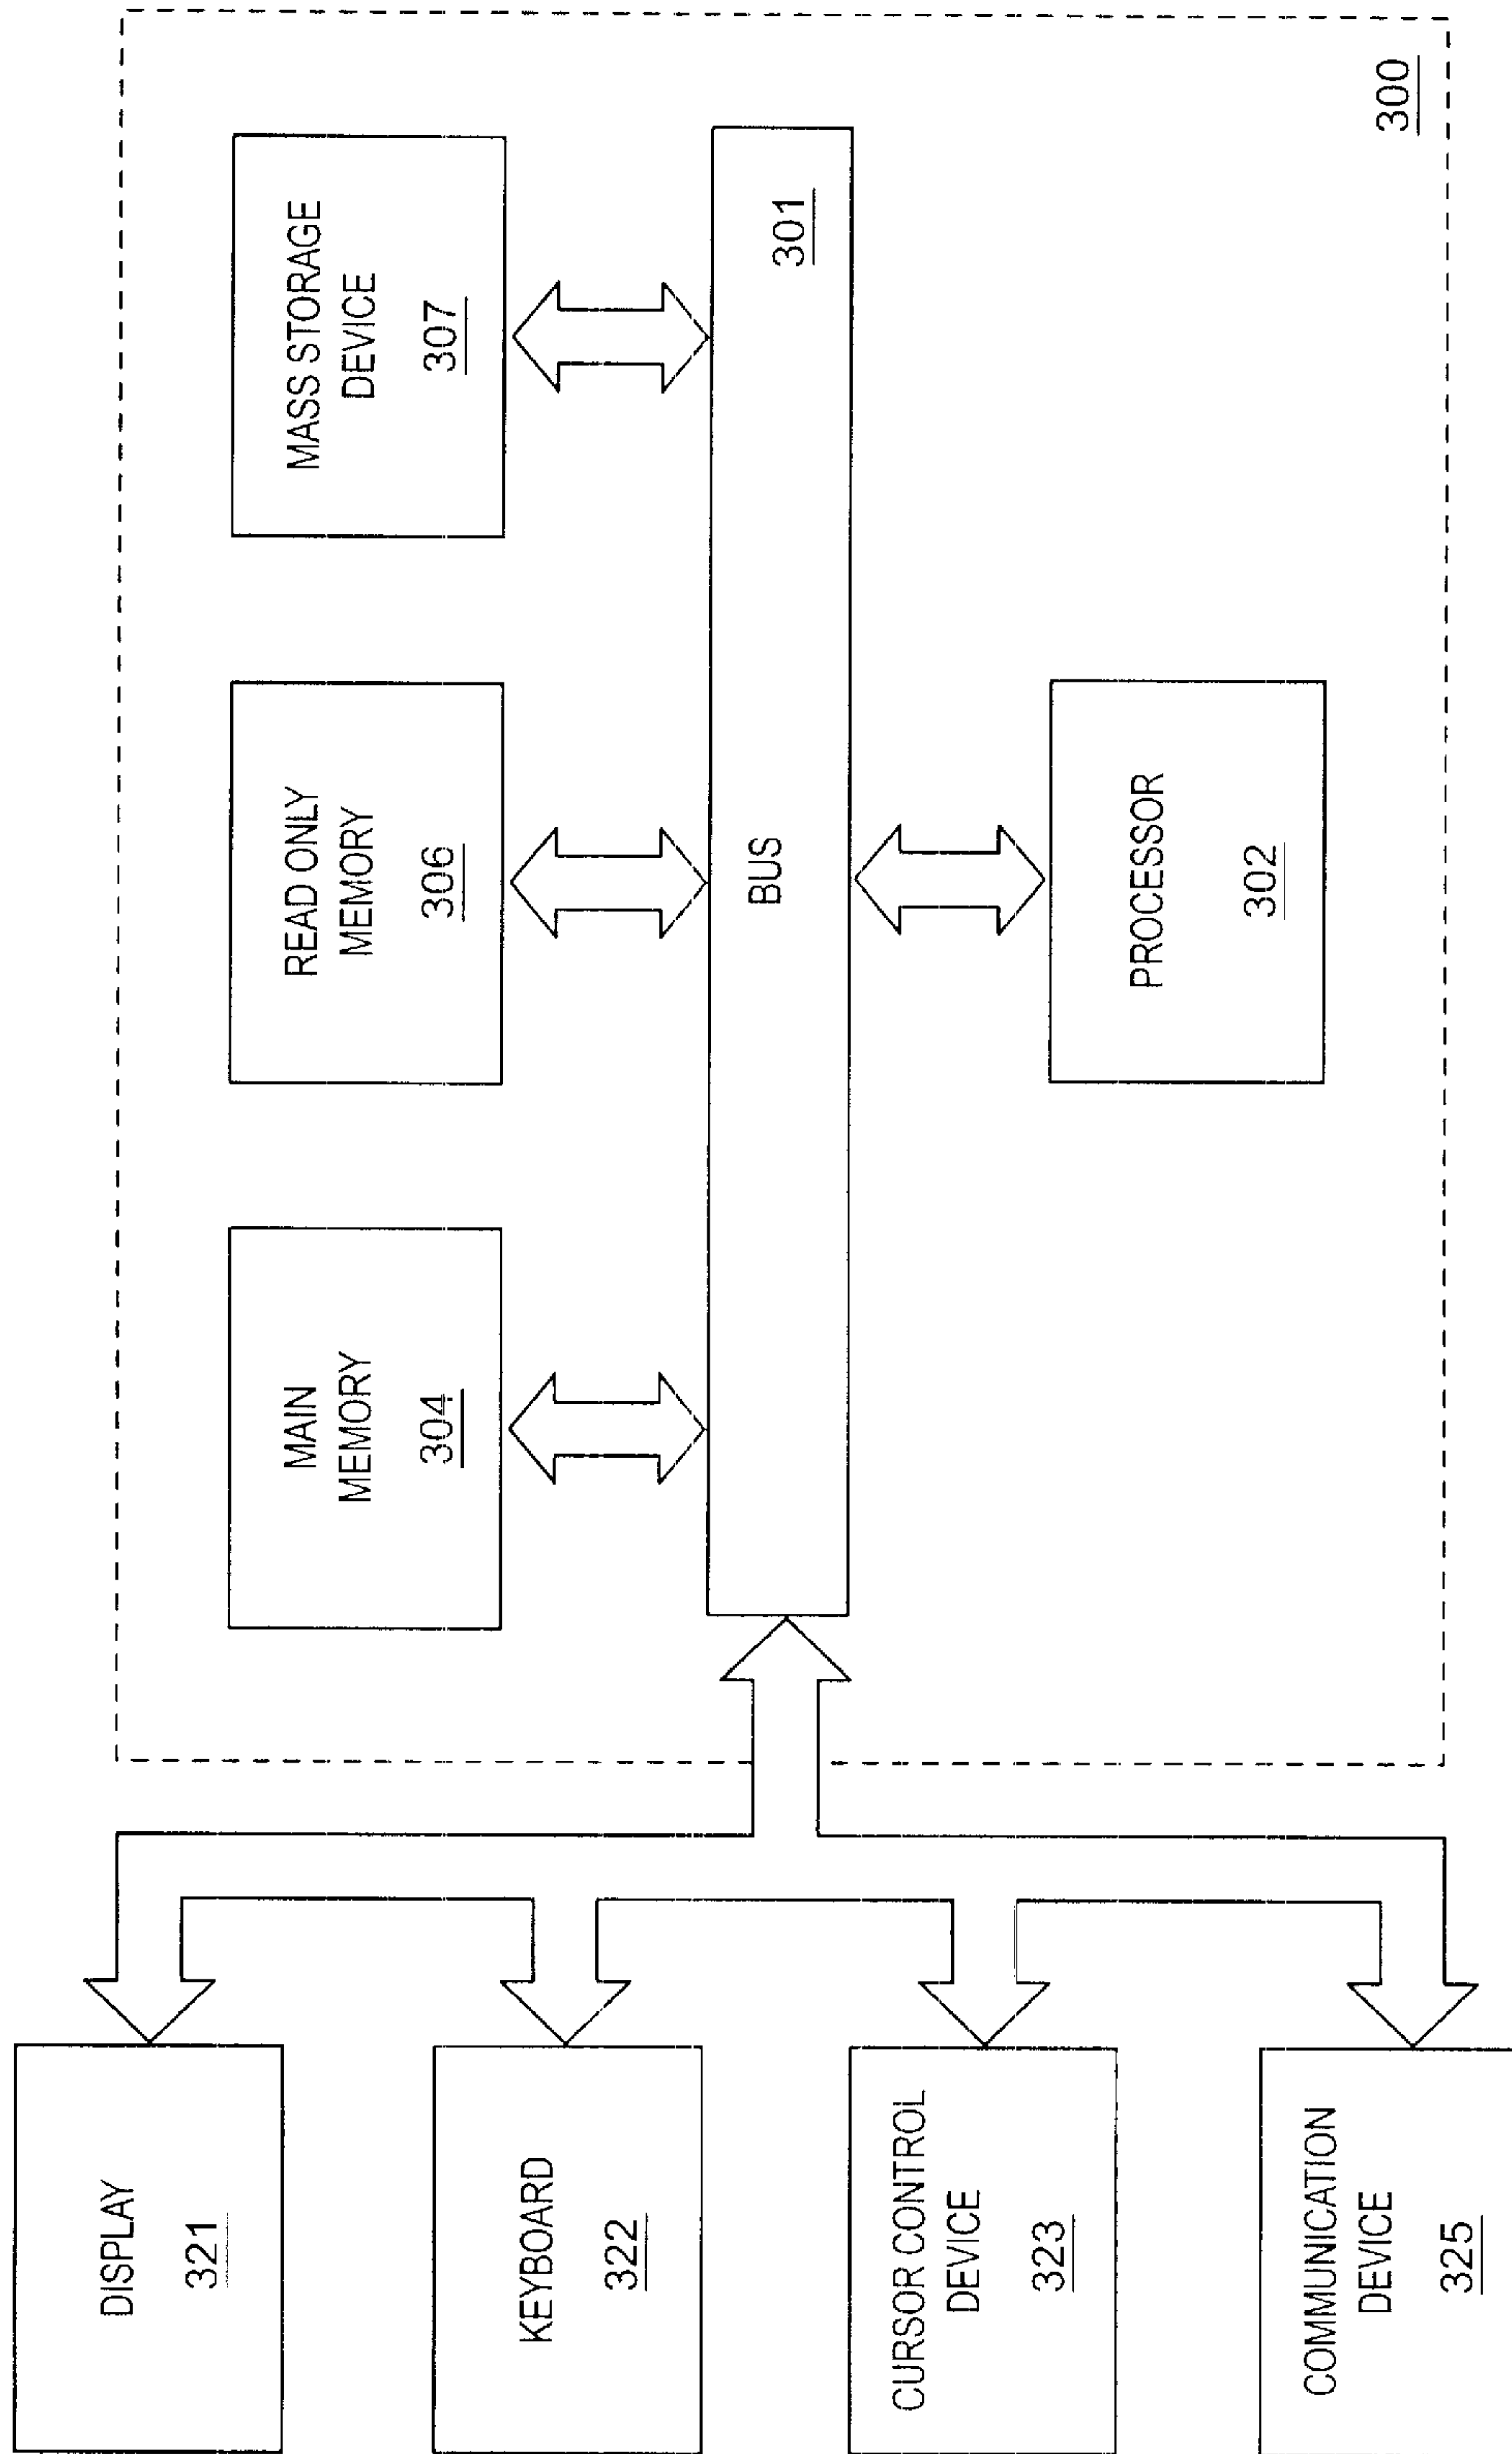 DISPLAY
321
KEYBOARD
322
CURSOR CONTROL
DEVICE
323
COMMUNICATION
DEVICE
325
MAIN
MEMORY
304
READ ONLY
MEMORY
306
MASS STORAGE
DEVICE
307
BUS
301
PROCESSOR
302
300